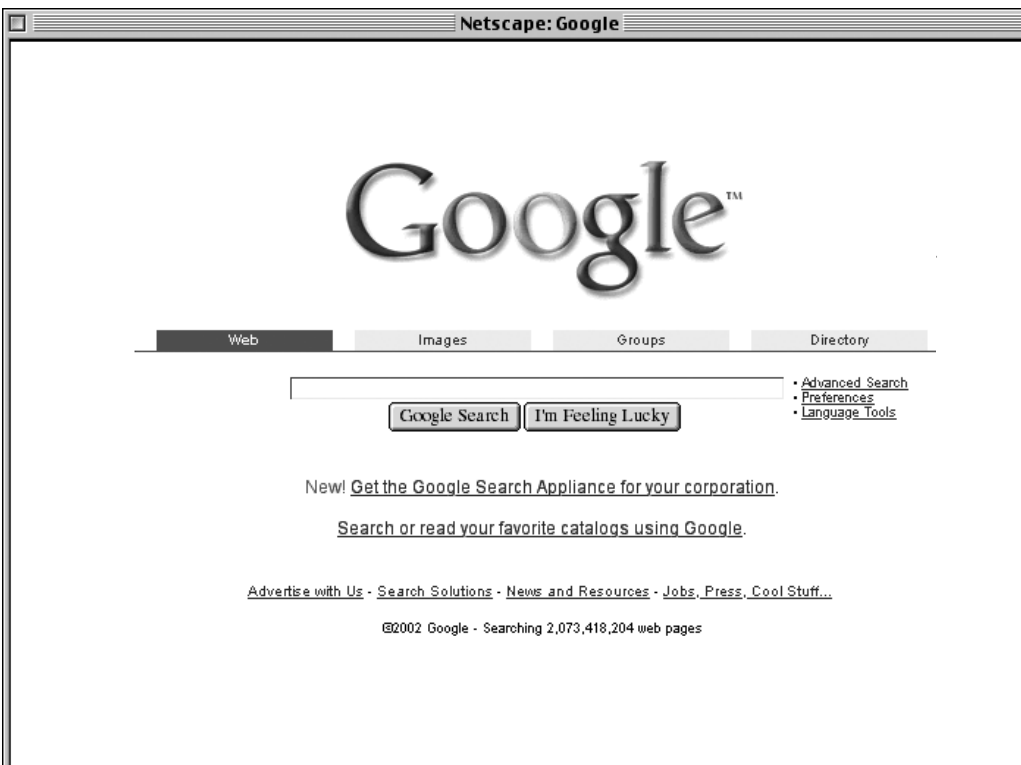 Netscape: Google
Google™
Web Images Groups Directory
• Advanced Search
• Preferences
• Language Tools
Google Search I'm Feeling Lucky
New! Get the Google Search Appliance for your corporation.
Search or read your favorite catalogs using Google.
Advertise with Us - Search Solutions - News and Resources - Jobs, Press, Cool Stuff...
©2002 Google - Searching 2,073,418,204 web pages